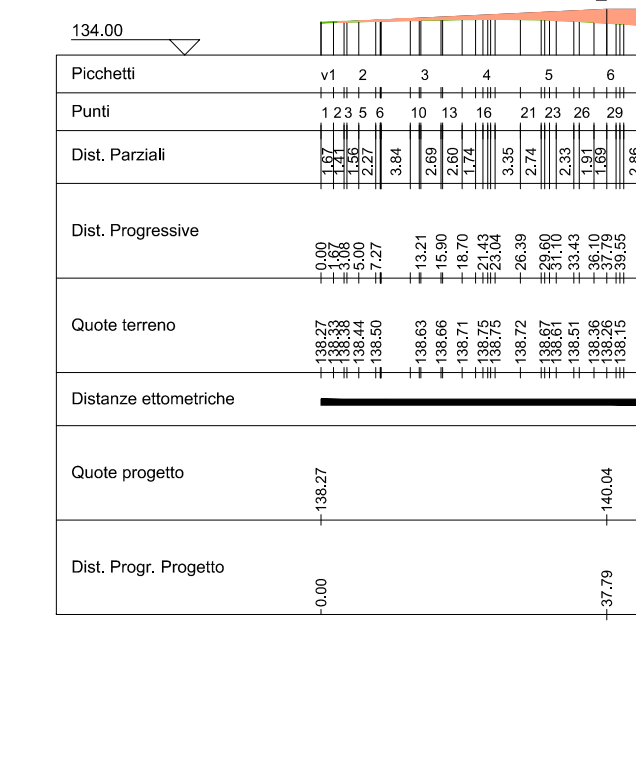 134.00
Picchetti v1 2 3 4 5 6
Punti 1 2 3 5 6 10 13 16 21 23 26 29
Dist. Parziali 1.67 1.41 1.56 2.27 3.84 2.69 2.60 1.74 3.35 2.74 2.33 1.91 1.69 2.86
Dist. Progressive 0.00 1.67 3.08 5.00 7.27 13.21 15.90 18.70 21.43 23.04 26.39 29.60 31.10 33.43 36.10 37.79 39.55
Quote terreno 138.27 138.33 138.38 138.44 138.50 138.63 138.66 138.71 138.75 138.75 138.72 138.67 138.61 138.51 138.36 138.26 138.15
Distanze ettometriche
Quote progetto 138.27 140.04
Dist. Progr. Progetto 0.00 37.79